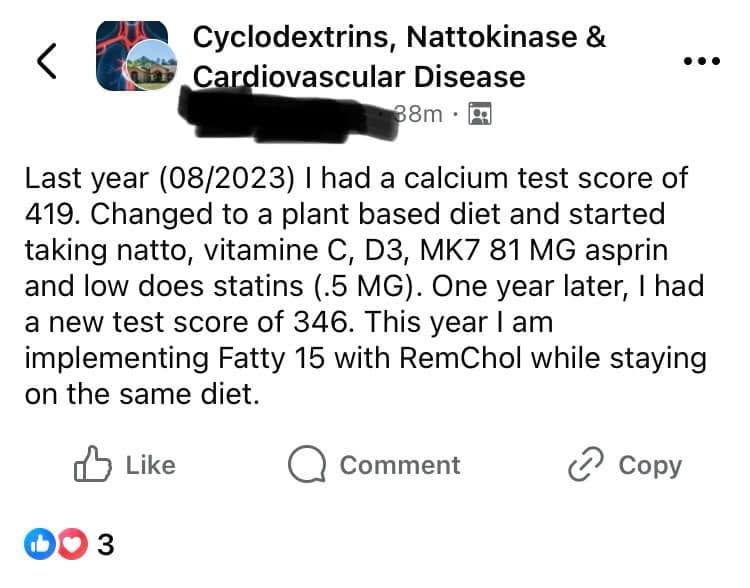 Cyclodextrins, Nattokinase &
Cardiovascular Disease
38m ·
Last year (08/2023) I had a calcium test score of
419. Changed to a plant based diet and started
taking natto, vitamine C, D3, MK7 81 MG asprin
and low does statins (.5 MG). One year later, I had
a new test score of 346. This year I am
implementing Fatty 15 with RemChol while staying
on the same diet.
Like
Comment
Copy
3